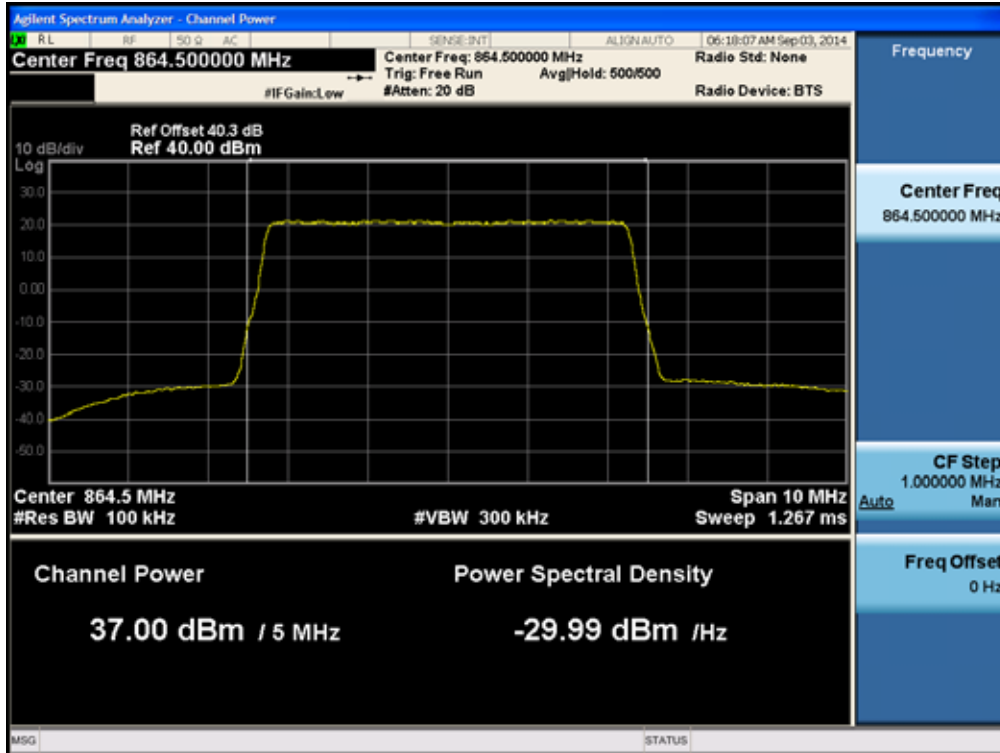 Agilent Spectrum Analyzer - Channel Power
LXI RL RF 50 Ω AC SENSE:INT ALIGN AUTO 06:18:07 AM Sep 03, 2014
Center Freq 864.500000 MHz
Center Freq: 864.500000 MHz
Radio Std: None
Trig: Free Run Avg|Hold: 500/500
#IFGain:Low
#Atten: 20 dB
Radio Device: BTS
Ref Offset 40.3 dB
10 dB/div Ref 40.00 dBm
Log
30.0
20.0
10.0
0.00
-10.0
-20.0
-30.0
-40.0
-50.0
Center 864.5 MHz Span 10 MHz
#Res BW 100 kHz #VBW 300 kHz Sweep 1.267 ms
Channel Power Power Spectral Density
37.00 dBm / 5 MHz -29.99 dBm /Hz
MSG STATUS
Frequency
Center Freq
864.500000 MHz
CF Step
1.000000 MHz
Auto Man
Freq Offset
0 Hz